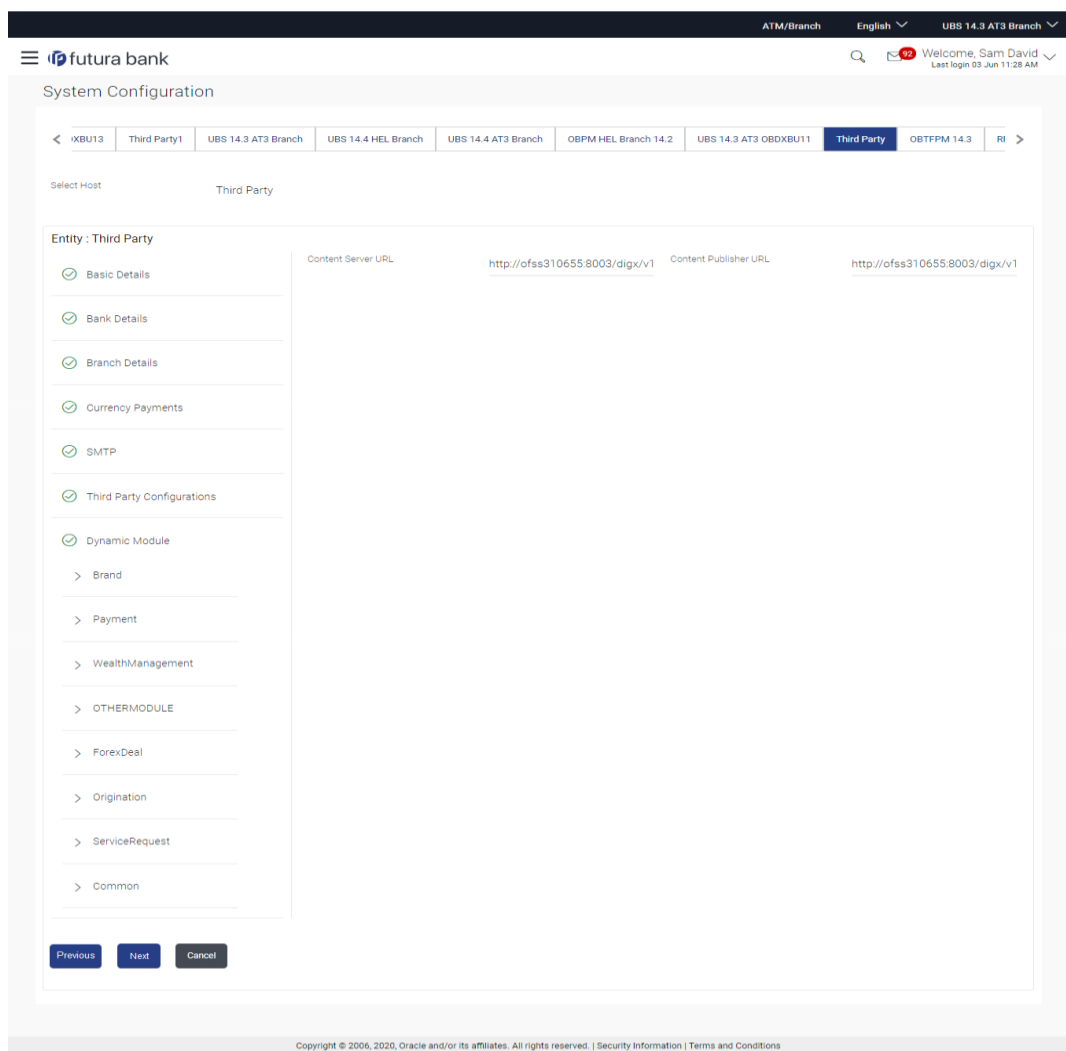 ATM/Branch English UBS 14.3 AT3 Branch
futura bank 92 Welcome, Sam David
Last login 03 Jun 11:28 AM
System Configuration
XBU13 Third Party1 UBS 14.3 AT3 Branch UBS 14.4 HEL Branch UBS 14.4 AT3 Branch OBPM HEL Branch 14.2 UBS 14.3 AT3 OBDXBU11 Third Party OBTFPM 14.3
Select Host Third Party
Entity : Third Party
Content Server URL http://ofss310655:8003/digx/v1 Content Publisher URL http://ofss310655:8003/digx/v1
Basic Details
Bank Details
Branch Details
Currency Payments
SMTP
Third Party Configurations
Dynamic Module
Brand
Payment
WealthManagement
OTHERMODULE
ForexDeal
Origination
ServiceRequest
Common
Previous Next Cancel
Copyright © 2006, 2020, Oracle and/or its affiliates. All rights reserved. | Security Information | Terms and Conditions